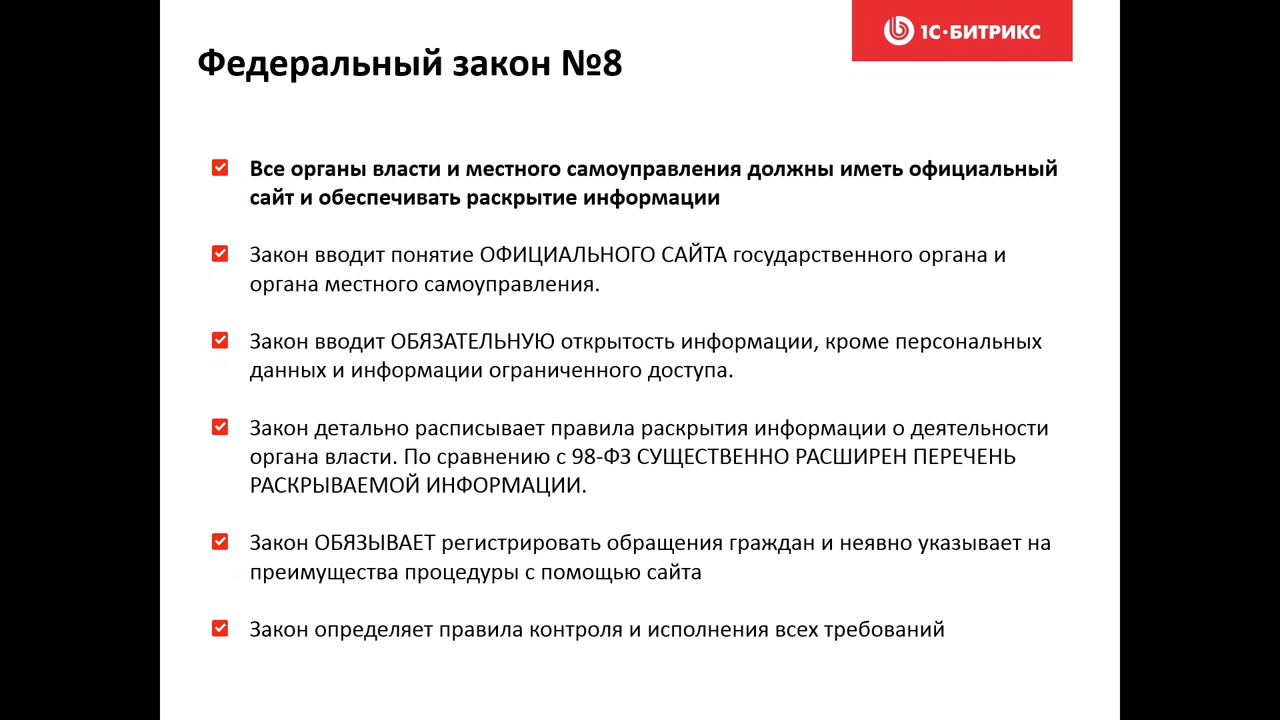 1С•БИТРИКС
Федеральный закон №8
Все органы власти и местного самоуправления должны иметь официальный
сайт и обеспечивать раскрытие информации
Закон вводит понятие ОФИЦИАЛЬНОГО САЙТА государственного органа и
органа местного самоуправления.
Закон вводит ОБЯЗАТЕЛЬНУЮ открытость информации, кроме персональных
данных и информации ограниченного доступа.
Закон детально расписывает правила раскрытия информации о деятельности
органа власти. По сравнению с 98-ФЗ СУЩЕСТВЕННО РАСШИРЕН ПЕРЕЧЕНЬ
РАСКРЫВАЕМОЙ ИНФОРМАЦИИ.
Закон ОБЯЗЫВАЕТ регистрировать обращения граждан и неявно указывает на
преимущества процедуры с помощью сайта
Закон определяет правила контроля и исполнения всех требований